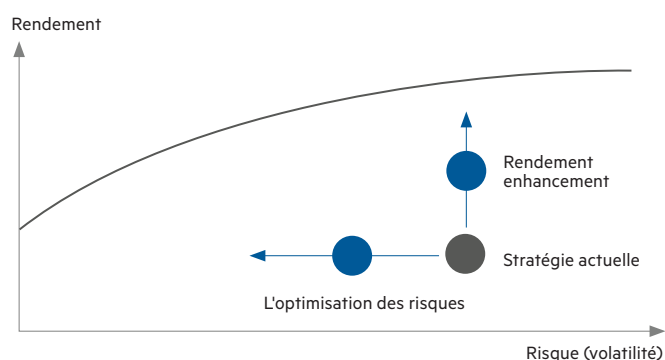 Rendement
Rendement
enhancement
Stratégie actuelle
L'optimisation des risques
Risque (volatilité)